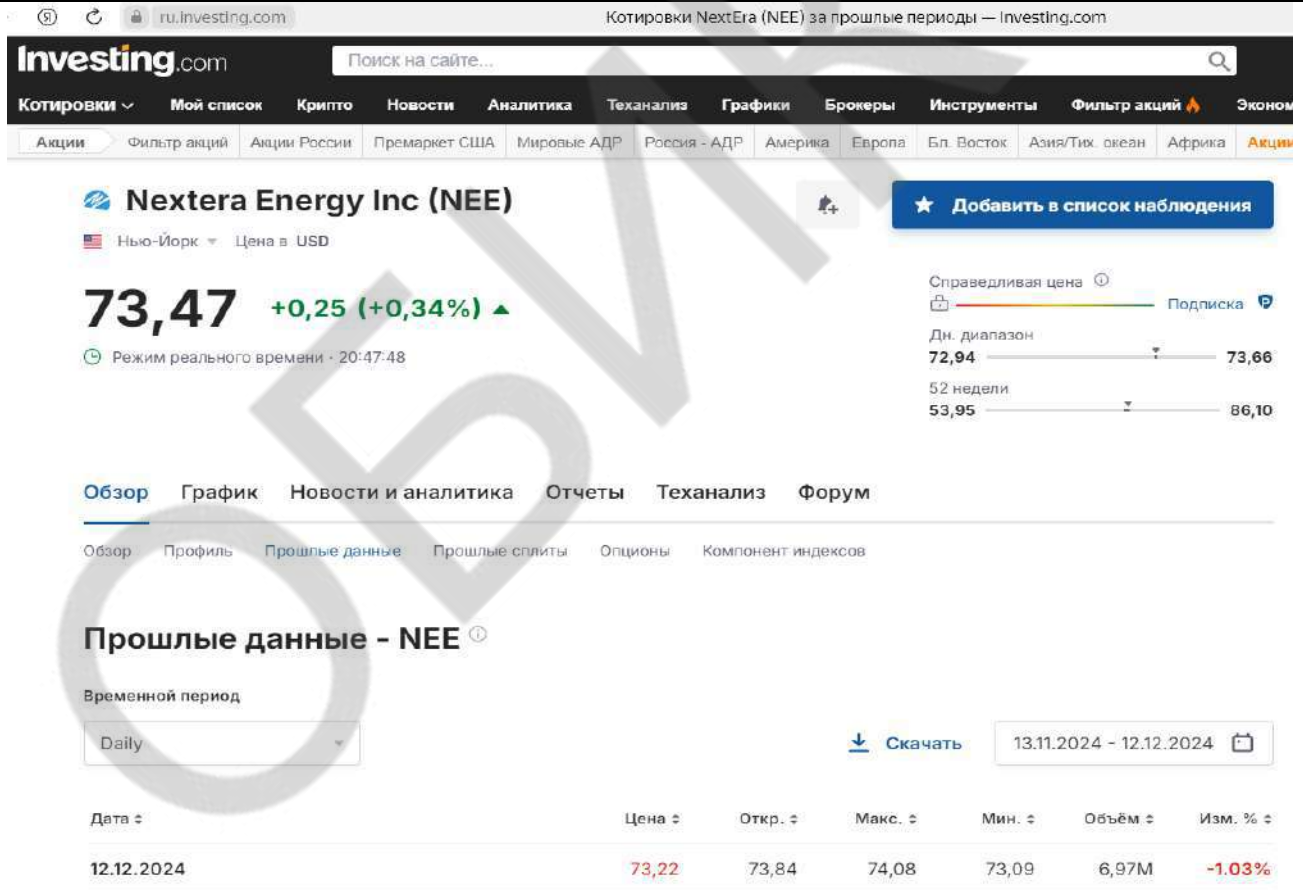 Я ru.investing.com Котировки NextEra (NEE) за прошлые периоды — Investing.com
Investing.com Поиск на сайте...
Котировки Мой список Крипто Новости Аналитика Теханализ Графики Брокеры Инструменты Фильтр акций Эконом
Акции Фильтр акций Акции России Премаркет США Мировые АДР Россия - АДР Америка Европа Бл. Восток Азия/Тих. океан Африка Акции
Nextera Energy Inc (NEE)
Добавить в список наблюдения
Нью-Йорк Цена в USD
73,47 +0,25 (+0,34%)
Режим реального времени · 20:47:48
Справедливая цена
Подписка
Дн. диапазон
72,94 73,66
52 недели
53,95 86,10
Обзор График Новости и аналитика Отчеты Теханализ Форум
Обзор Профиль Прошлые данные Прошлые сплиты Опционы Компонент индексов
Прошлые данные - NEE
Временной период
Daily Скачать 13.11.2024 - 12.12.2024
Дата Цена Откр. Макс. Мин. Объём Изм. %
12.12.2024 73,22 73,84 74,08 73,09 6,97M -1.03%
ОБИК